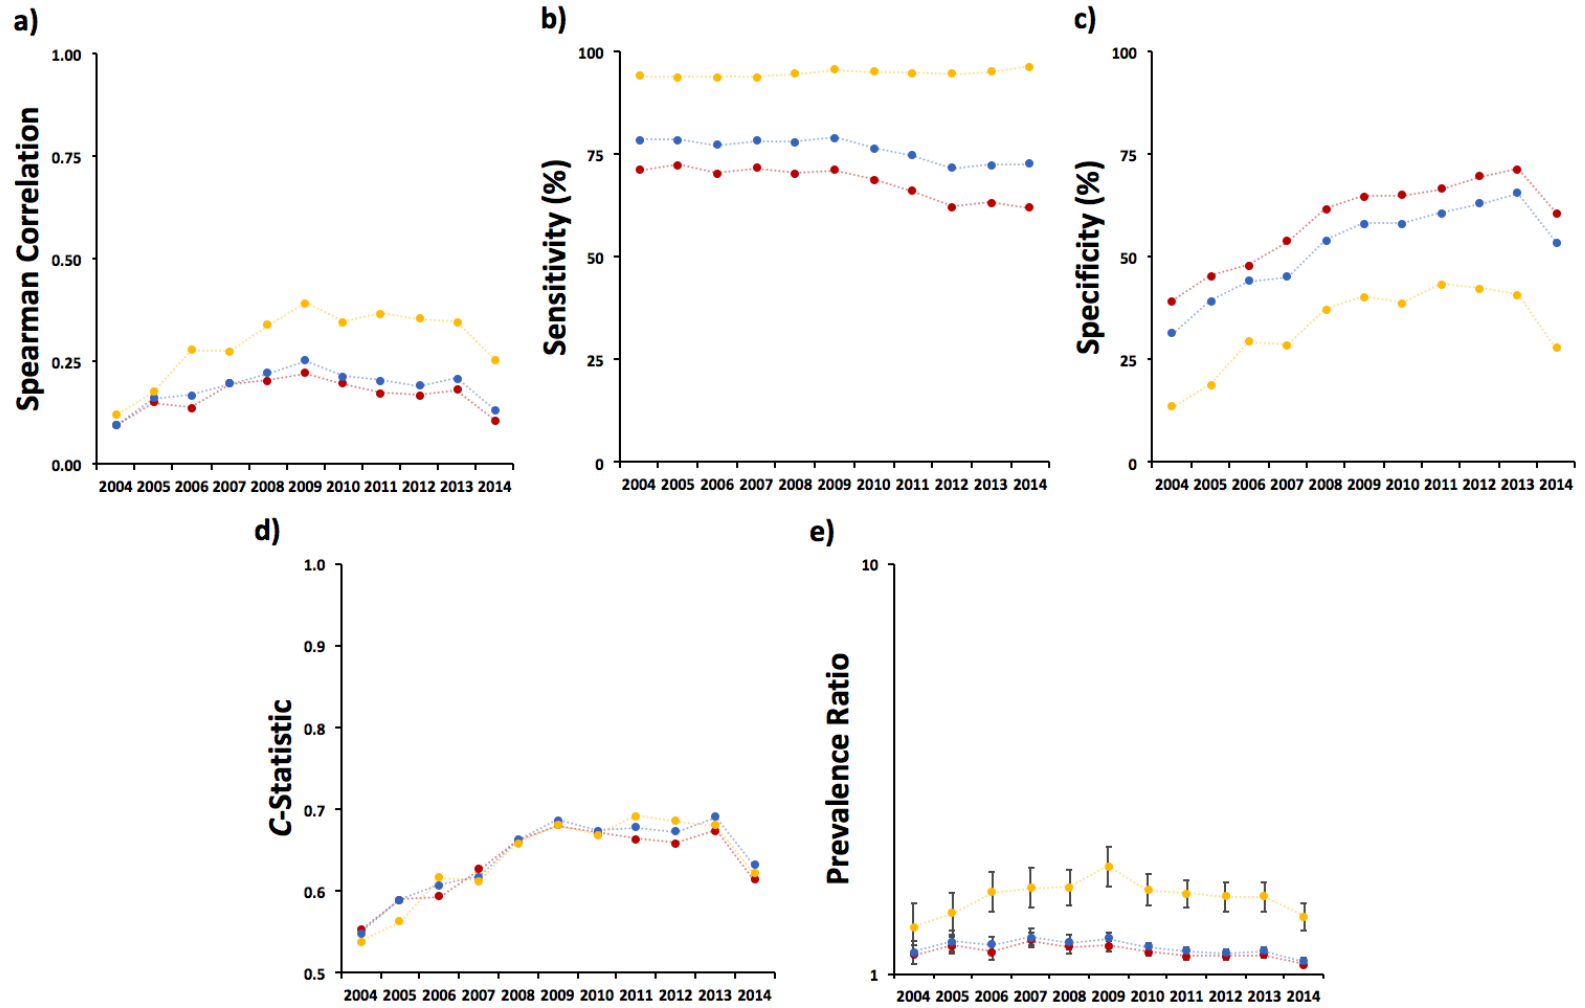 a)
Spearman Correlation
1.00
0.75
0.50
0.25
0.00
2004 2005 2006 2007 2008 2009 2010 2011 2012 2013 2014
b)
Sensitivity (%)
100
75
50
25
0
2004 2005 2006 2007 2008 2009 2010 2011 2012 2013 2014
c)
Specificity (%)
100
75
50
25
0
2004 2005 2006 2007 2008 2009 2010 2011 2012 2013 2014
d)
C-Statistic
1.0
0.9
0.8
0.7
0.6
0.5
2004 2005 2006 2007 2008 2009 2010 2011 2012 2013 2014
e)
Prevalence Ratio
10
1
2004 2005 2006 2007 2008 2009 2010 2011 2012 2013 2014